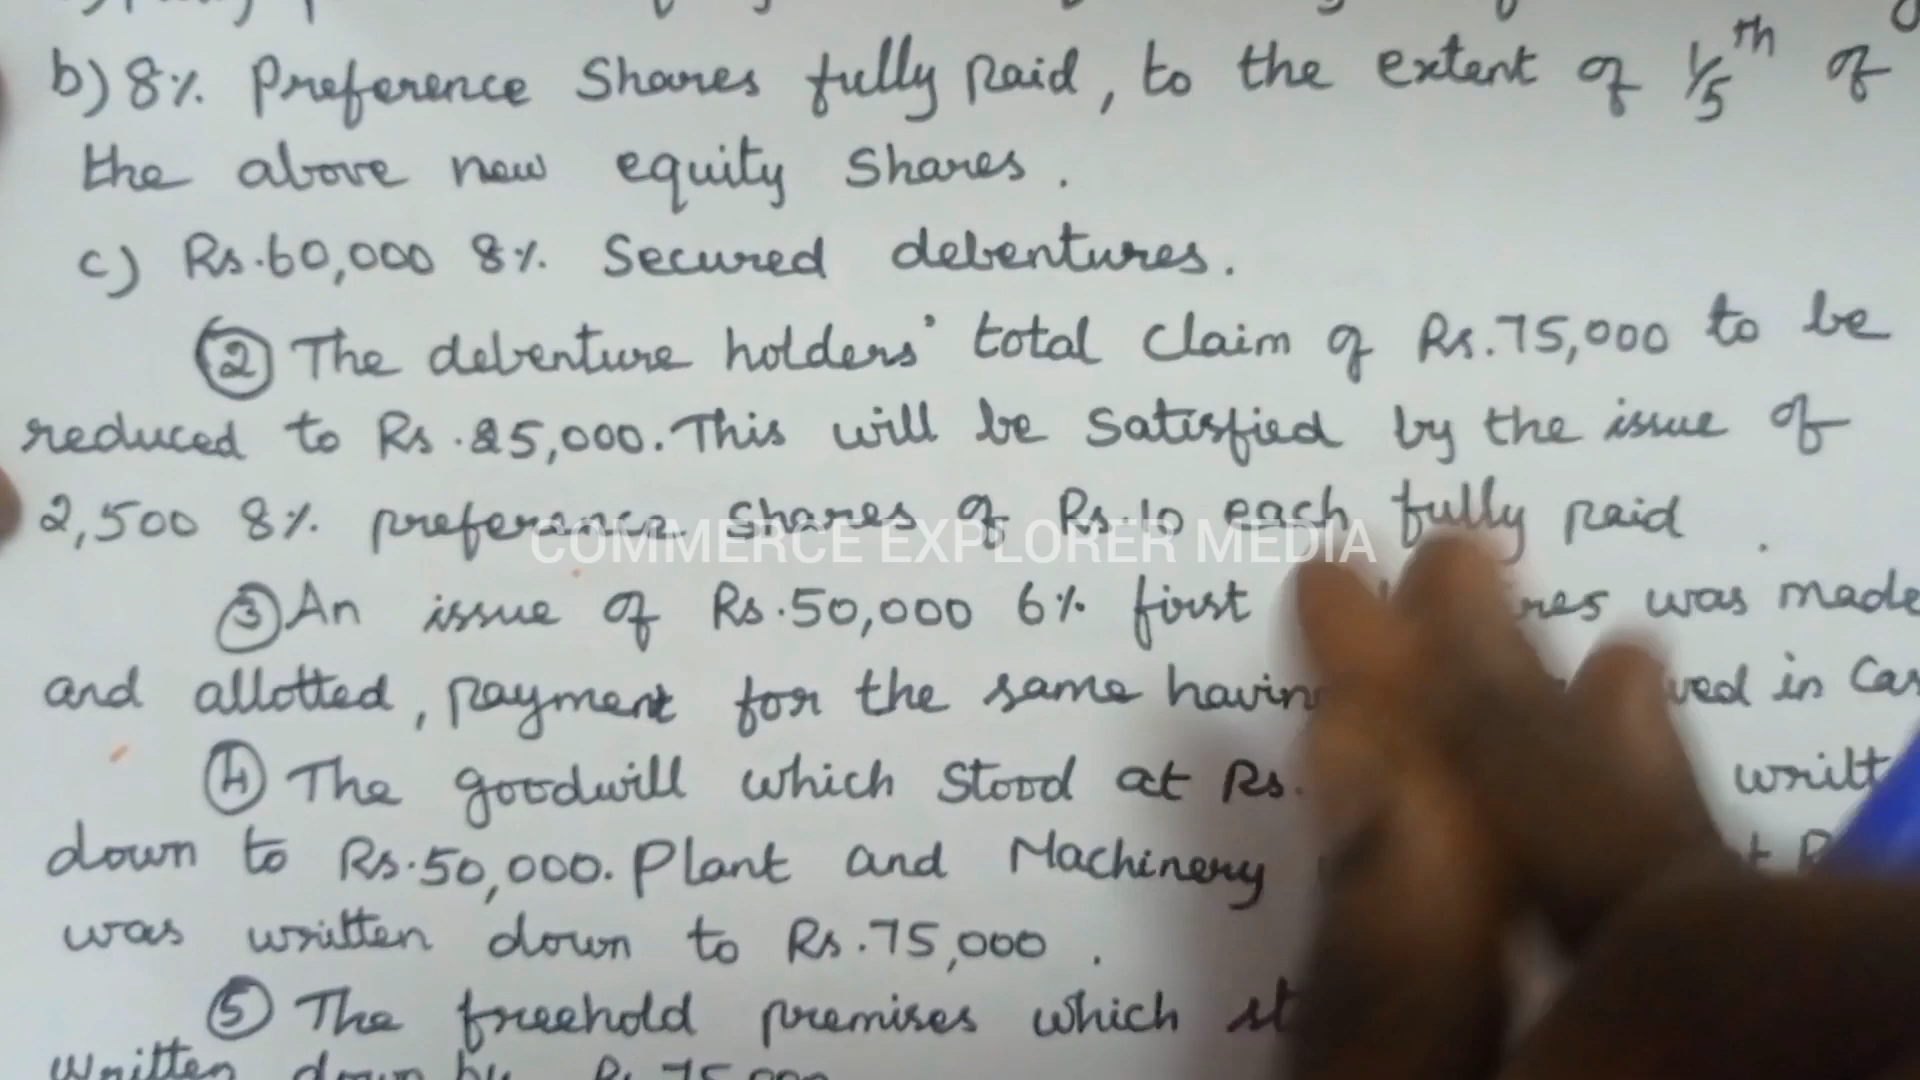 b) 8% Preference Shares fully paid, to the extent of 1/5th of
the above new equity Shares.
c) Rs.60,000 8% Secured debentures.
② The debenture holders' total claim of Rs.75,000 to be
reduced to Rs.25,000. This will be satisfied by the issue of
2,500 8% preference shares of Rs.10 each fully paid.
COMMERCE EXPLORER MEDIA
③ An issue of Rs.50,000 6% first was made
and allotted, payment for the same in
④ The goodwill which stood at Rs.
down to Rs.50,000. Plant and Machinery
was written down to Rs.75,000.
⑤ The freehold premises which
written down by